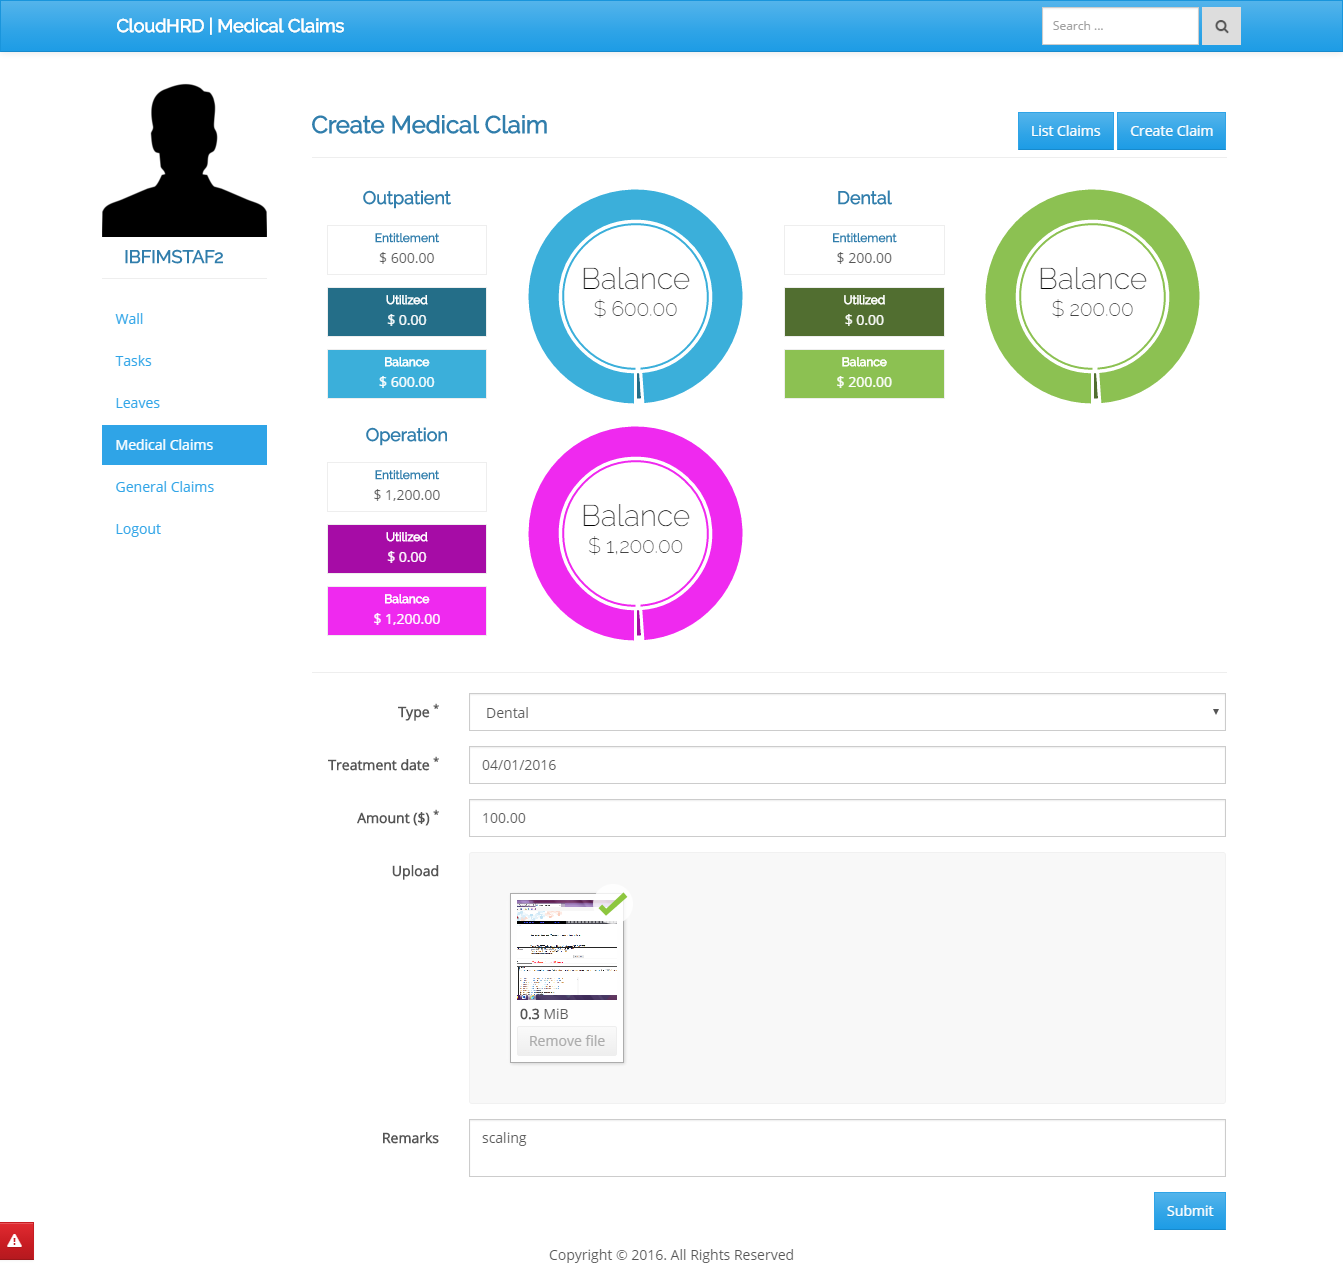 CloudHRD | Medical Claims
Search ...
IBFIMSTAF2
Wall
Tasks
Leaves
Medical Claims
General Claims
Logout
Create Medical Claim
List Claims
Create Claim
Outpatient
Entitlement
$ 600.00
Utilized
$ 0.00
Balance
$ 600.00
Balance
$ 600.00
Dental
Entitlement
$ 200.00
Utilized
$ 0.00
Balance
$ 200.00
Balance
$ 200.00
Operation
Entitlement
$ 1,200.00
Utilized
$ 0.00
Balance
$ 1,200.00
Balance
$ 1,200.00
Type *
Dental
Treatment date *
04/01/2016
Amount ($) *
100.00
Upload
0.3 MiB
Remove file
Remarks
scaling
Submit
Copyright © 2016. All Rights Reserved